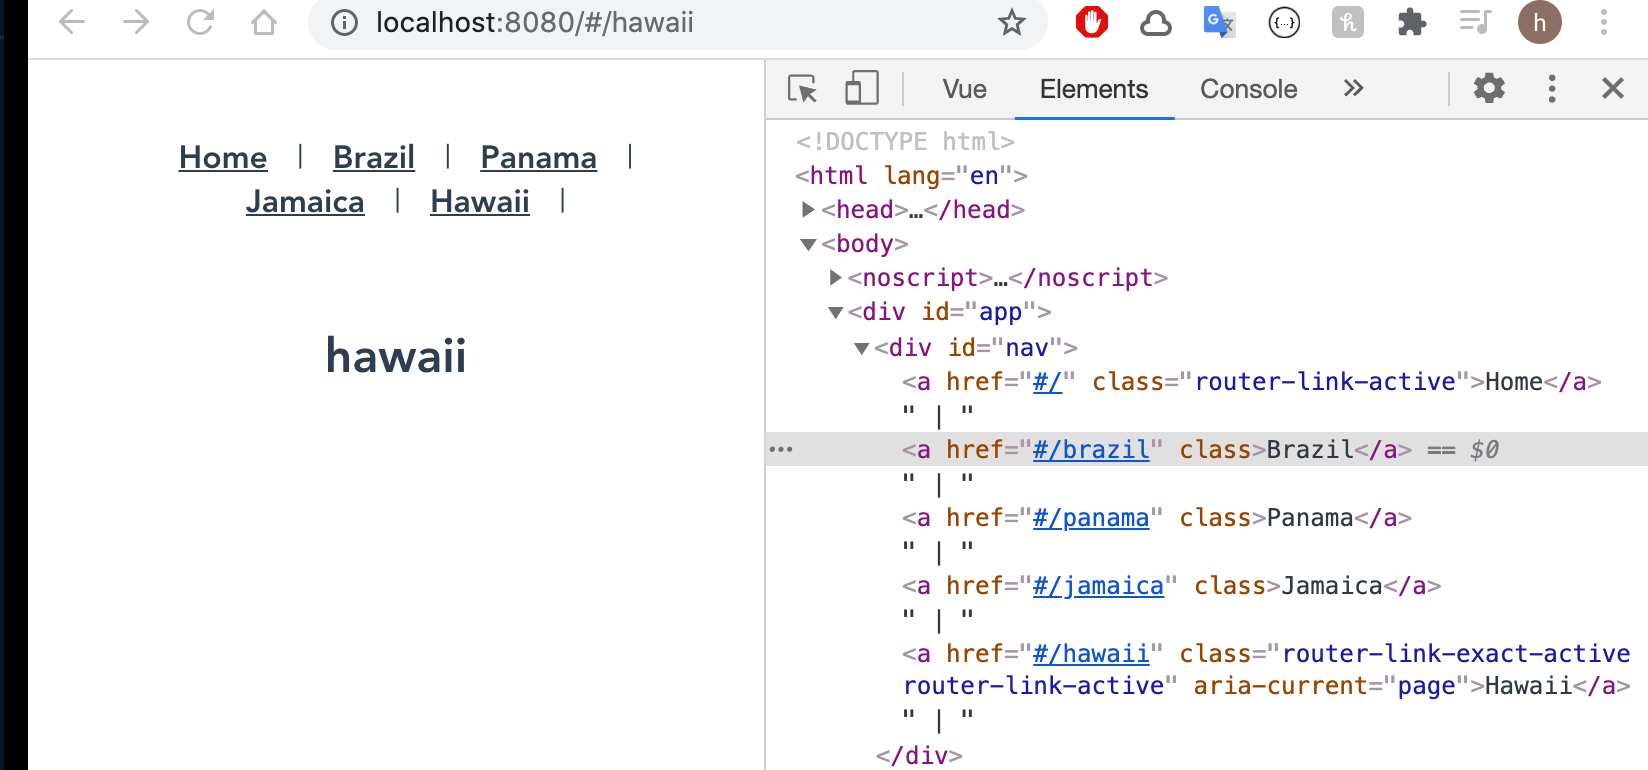 localhost:8080/#/hawaii
h
Home | Brazil | Panama |
Jamaica | Hawaii |
hawaii
Vue Elements Console
<!DOCTYPE html>
<html lang="en">
<head>…</head>
<body>
<noscript>…</noscript>
<div id="app">
<div id="nav">
<a href="#/" class="router-link-active">Home</a>
" | "
<a href="#/brazil" class>Brazil</a> == $0
" | "
<a href="#/panama" class>Panama</a>
" | "
<a href="#/jamaica" class>Jamaica</a>
" | "
<a href="#/hawaii" class="router-link-exact-active
router-link-active" aria-current="page">Hawaii</a>
" | "
</div>